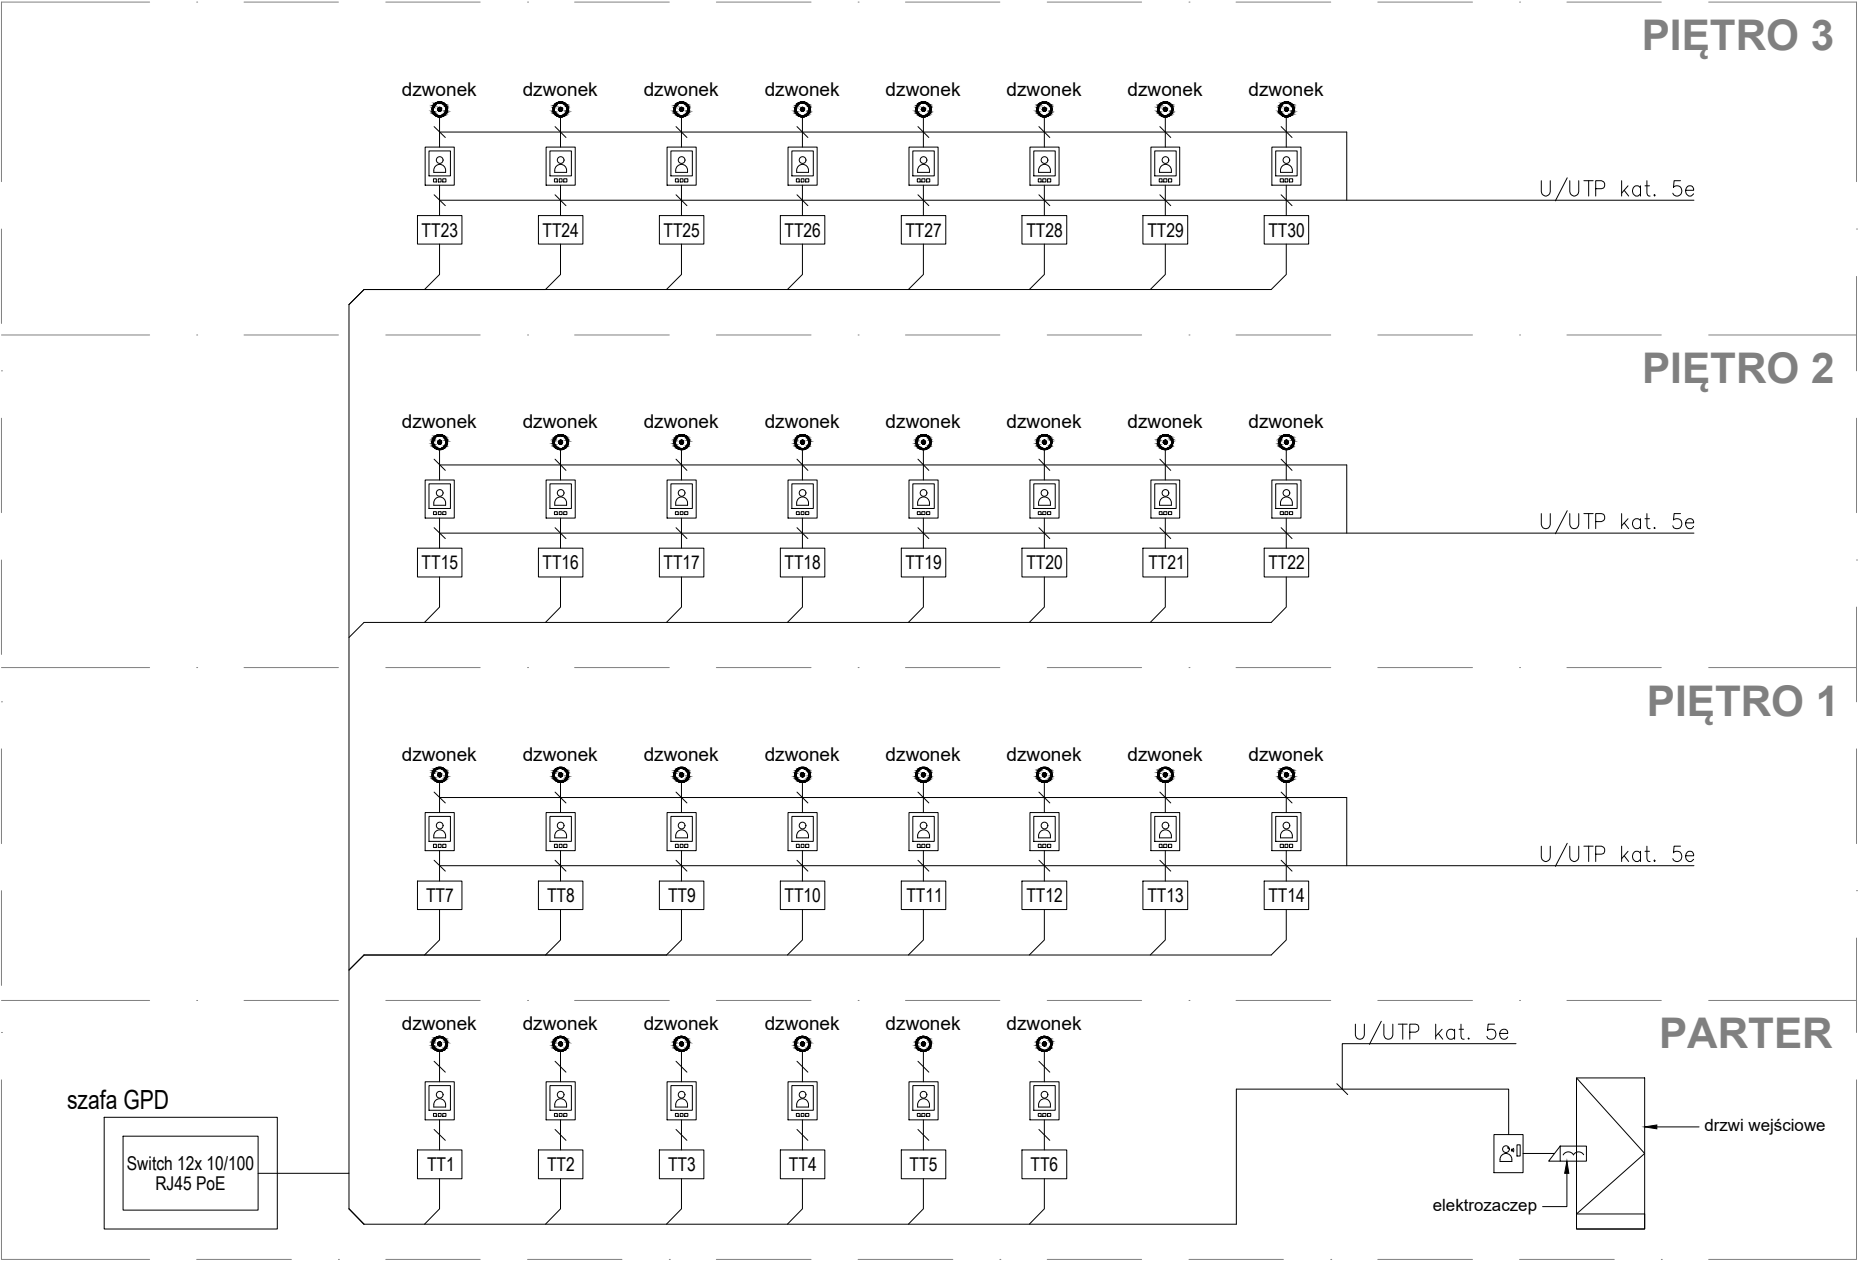 PIĘTRO 3
dzwonek dzwonek dzwonek dzwonek dzwonek dzwonek dzwonek dzwonek
U/UTP kat. 5e
TT23 TT24 TT25 TT26 TT27 TT28 TT29 TT30
PIĘTRO 2
dzwonek dzwonek dzwonek dzwonek dzwonek dzwonek dzwonek dzwonek
U/UTP kat. 5e
TT15 TT16 TT17 TT18 TT19 TT20 TT21 TT22
PIĘTRO 1
dzwonek dzwonek dzwonek dzwonek dzwonek dzwonek dzwonek dzwonek
U/UTP kat. 5e
TT7 TT8 TT9 TT10 TT11 TT12 TT13 TT14
PARTER
dzwonek dzwonek dzwonek dzwonek dzwonek dzwonek
U/UTP kat. 5e
szafa GPD
drzwi wejściowe
Switch 12x 10/100
RJ45 PoE
TT1 TT2 TT3 TT4 TT5 TT6
elektrozaczep